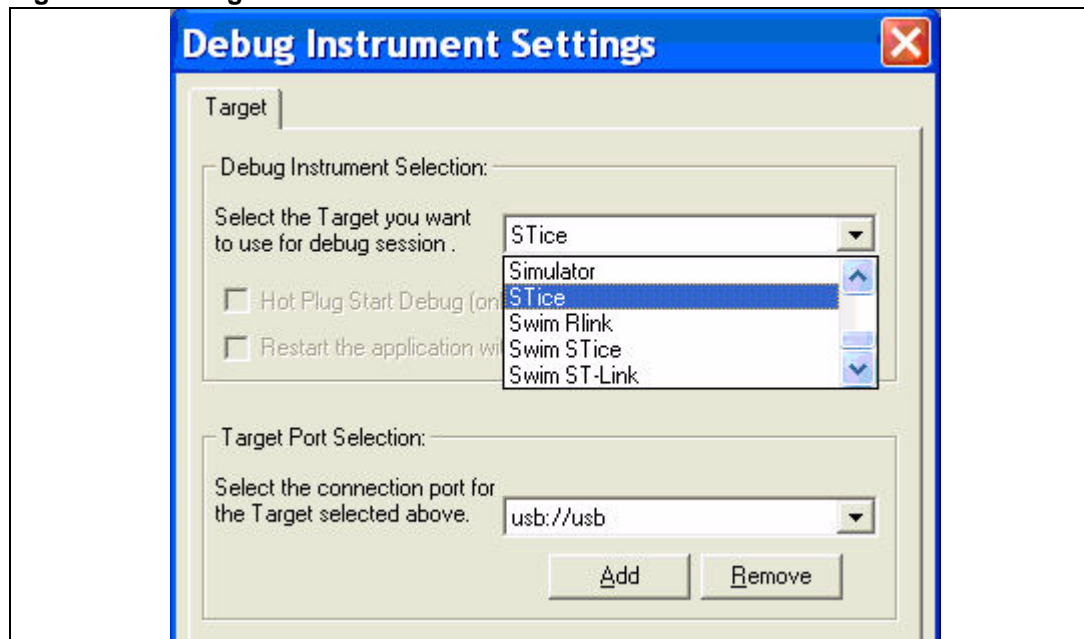 Debug Instrument Settings
Target
Debug Instrument Selection:
Select the Target you want
to use for debug session .
STice
Simulator
STice
Swim Rlink
Swim STice
Swim ST-Link
Hot Plug Start Debug
Restart the application
Target Port Selection:
Select the connection port for
the Target selected above.
usb://usb
Add
Remove